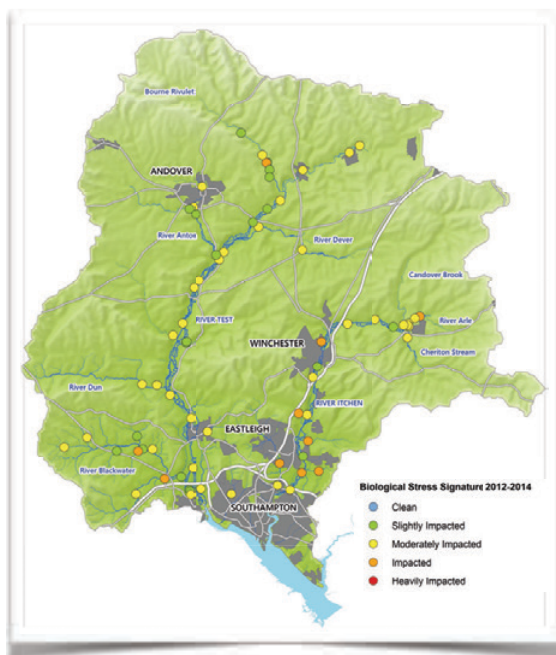 Bourne Rivulet
ANDOVER
River Anton
River Dever
Candover Brook
RIVER TEST
River Arle
WINCHESTER
Cheriton Stream
River Dun
RIVER ITCHEN
EASTLEIGH
River Blackwater
SOUTHAMPTON
Biological Stress Signature 2012-2014
Clean
Slightly Impacted
Moderately Impacted
Impacted
Heavily Impacted